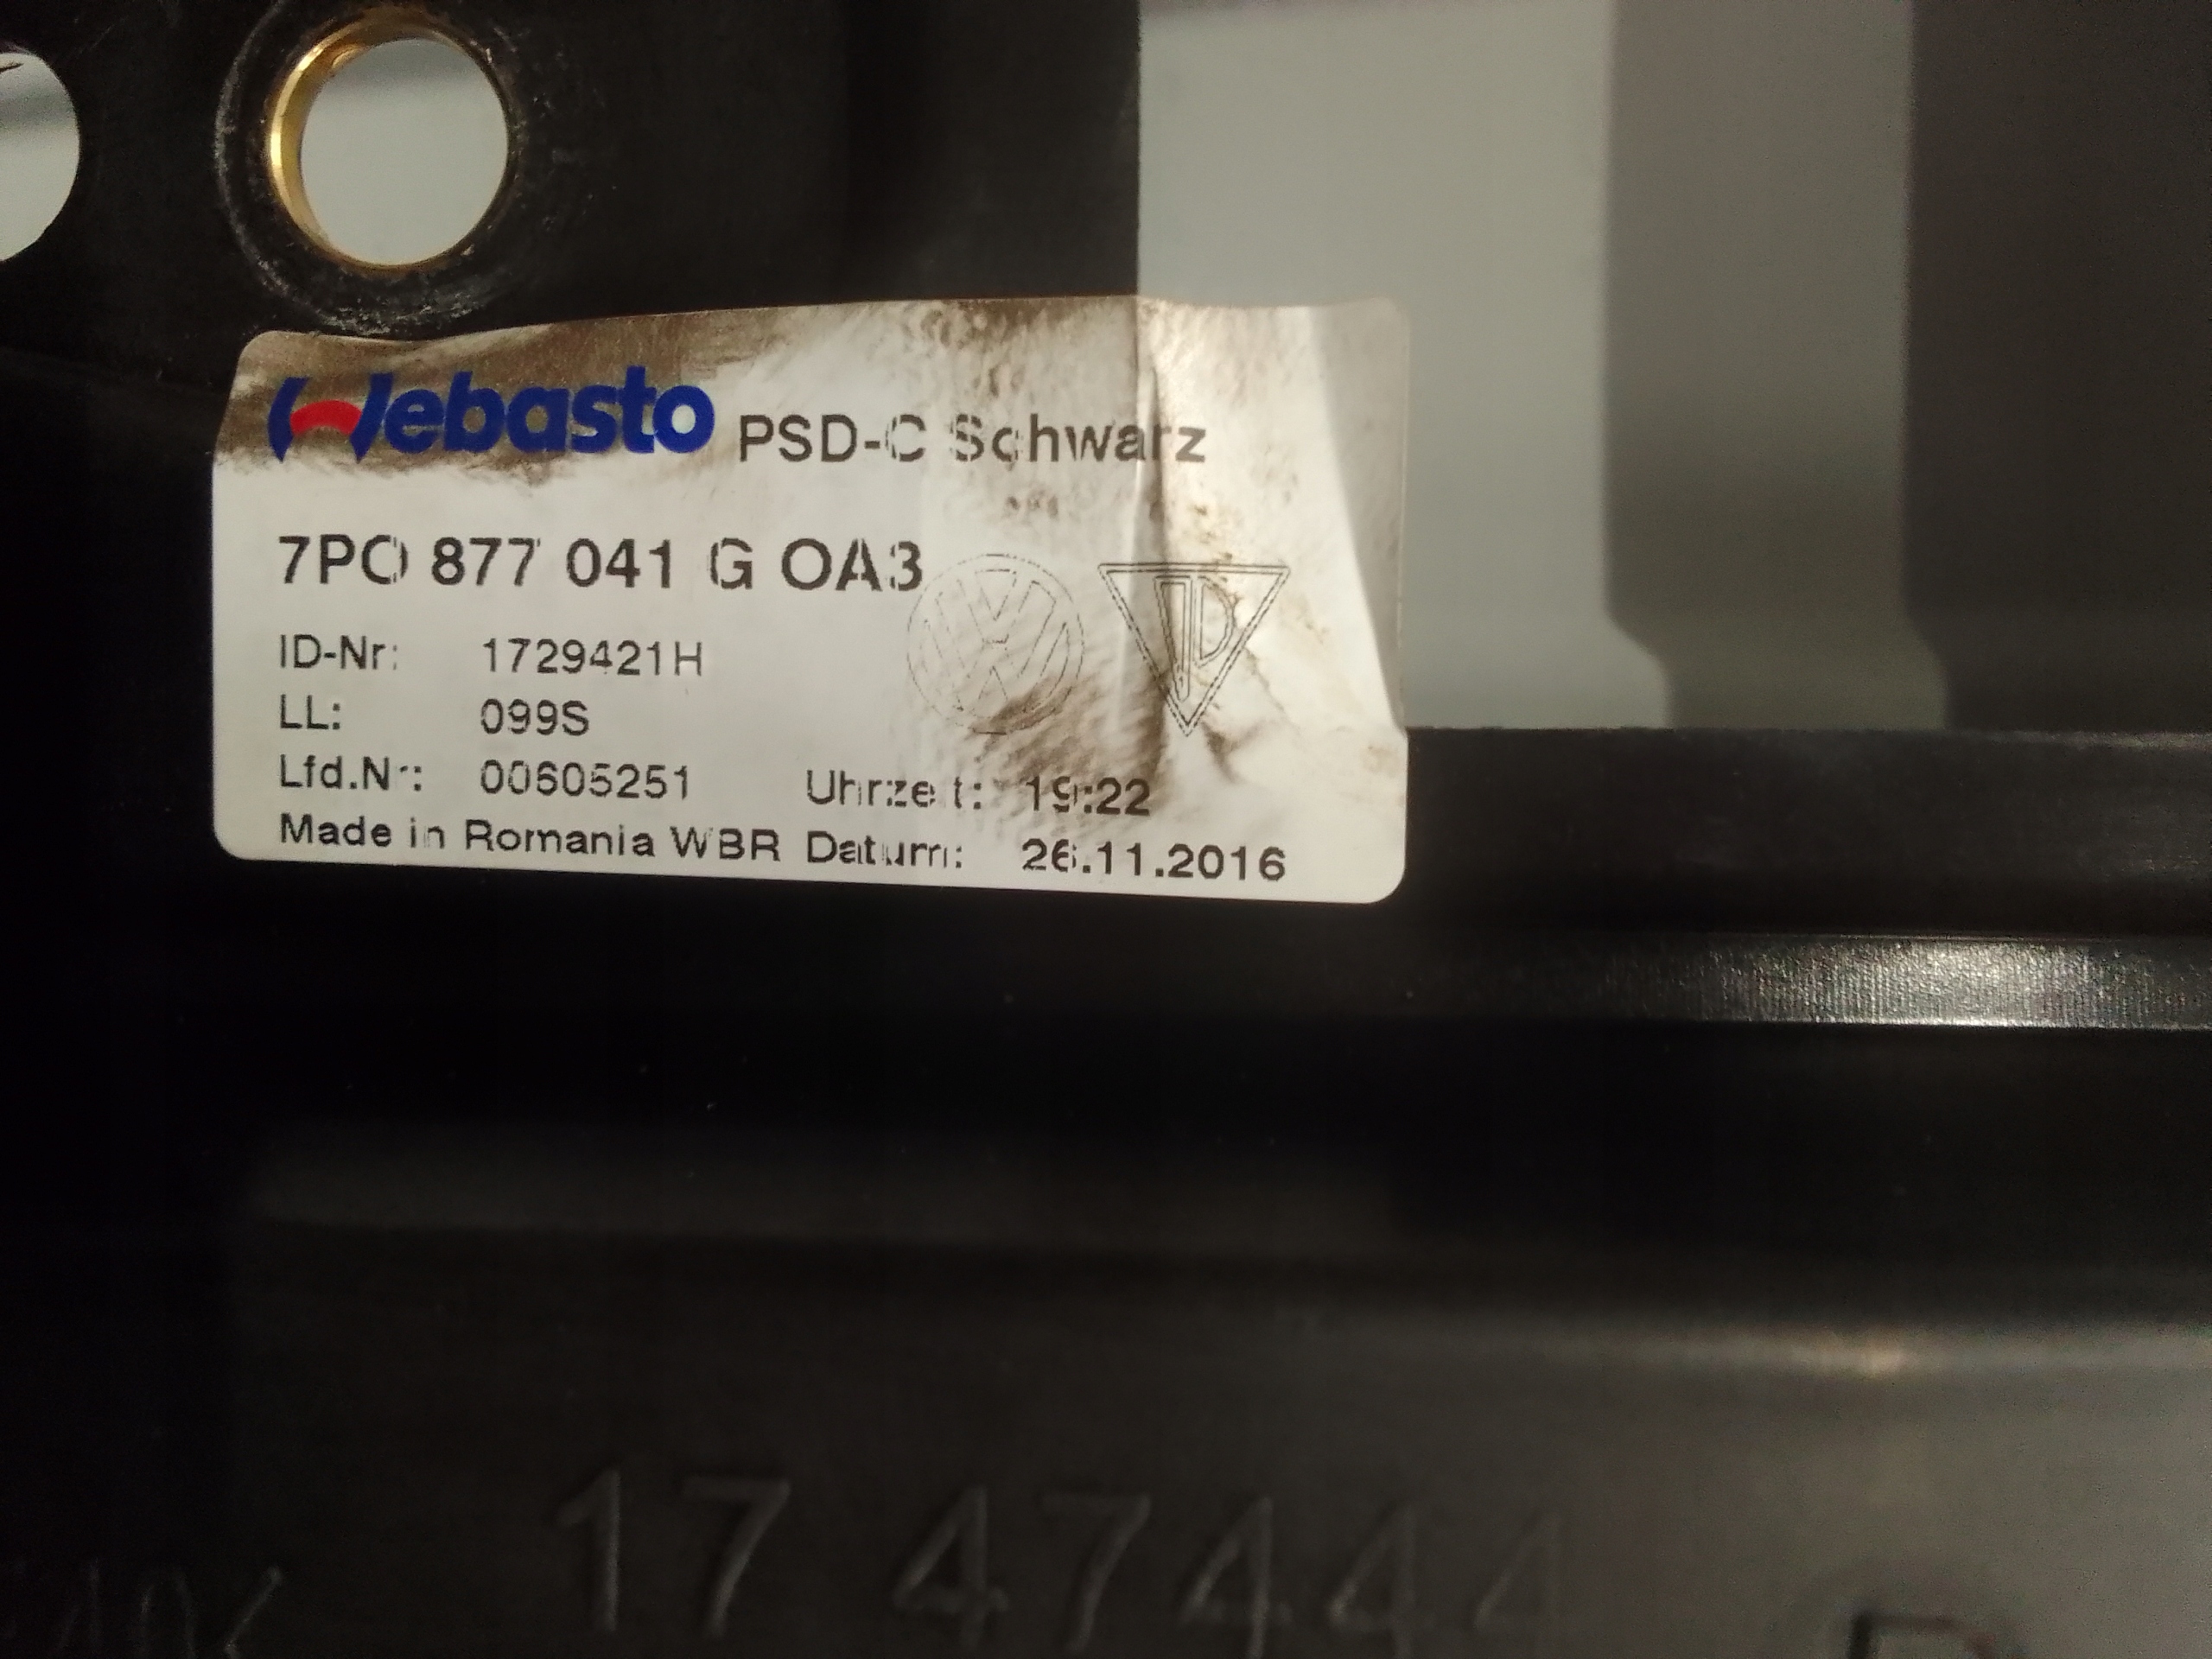 Webasto PSD-C Schwarz
7PO 877 041 G OA3
ID-Nr: 1729421H
LL: 099S
Lfd.Nr: 00605251 Uhrzeit: 19:22
Made in Romania WBR Datum: 26.11.2016
17 47444